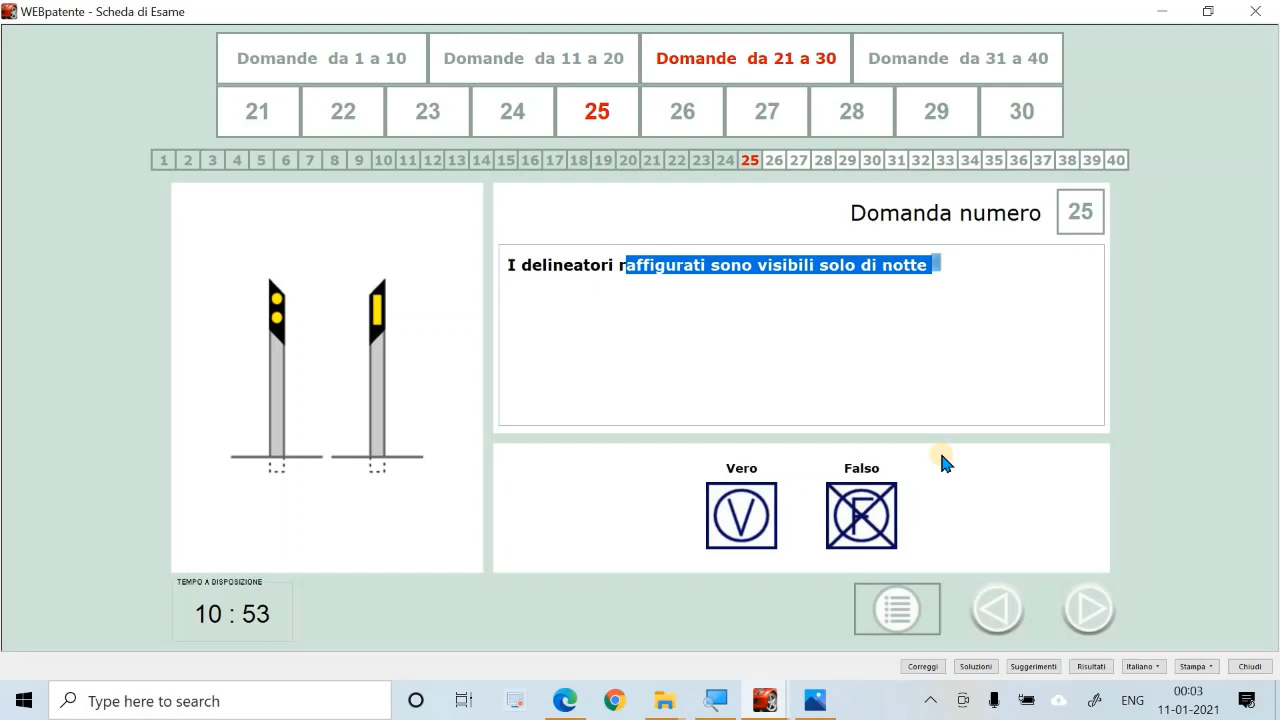 WEBpatente - Scheda di Esame
Domande da 1 a 10
Domande da 11 a 20
Domande da 21 a 30
Domande da 31 a 40
21 22 23 24 25 26 27 28 29 30
1 2 3 4 5 6 7 8 9 10 11 12 13 14 15 16 17 18 19 20 21 22 23 24 25 26 27 28 29 30 31 32 33 34 35 36 37 38 39 40
Domanda numero 25
I delineatori raffigurati sono visibili solo di notte
Vero Falso
V F
TEMPO A DISPOSIZIONE
10 : 53
Correggi Soluzioni Suggerimenti Risultati Italiano Stampa Chiudi
Type here to search
ENG
00:03
11-01-2021